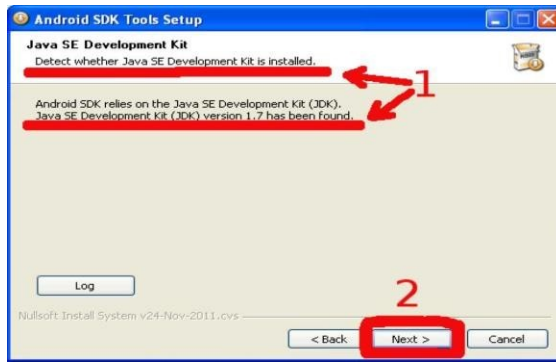 Android SDK Tools Setup
Java SE Development Kit
Detect whether Java SE Development Kit is installed.
1
Android SDK relies on the Java SE Development Kit (JDK).
Java SE Development Kit (JDK) version 1.7 has been found.
Log
2
Nullsoft Install System v24-Nov-2011.cvs
< Back
Next >
Cancel